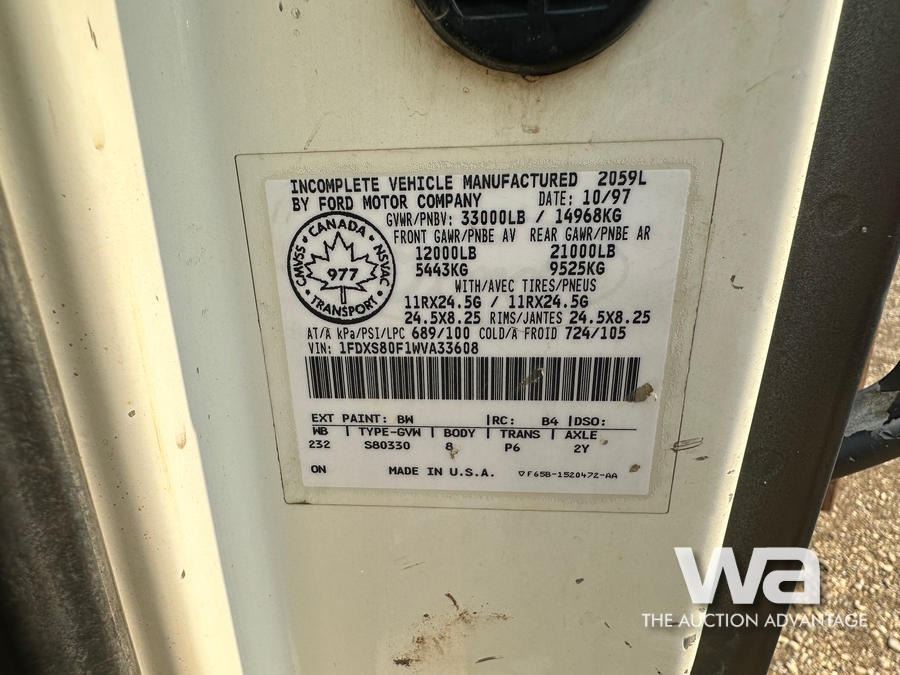 INCOMPLETE VEHICLE MANUFACTURED 2059L
BY FORD MOTOR COMPANY DATE: 10/97
GVWR/PNBV: 33000LB / 14968KG
FRONT GAWR/PNBE AV REAR GAWR/PNBE AR
12000LB 21000LB
5443KG 9525KG
WITH/AVEC TIRES/PNEUS
11RX24.5G / 11RX24.5G
24.5X8.25 RIMS/JANTES 24.5X8.25
AT/A kPa/PSI/LPC 689/100 COLD/A FROID 724/105
VIN: 1FDXS80F1WVA33608
CANADA
CMVSS NSVAC
977
TRANSPORT
EXT PAINT: BW RC: B4 DSO:
WB TYPE-GVW BODY TRANS AXLE
232 S80330 8 P6 2Y
ON MADE IN U.S.A. F65B-1520472-AA
wa
THE AUCTION ADVANTAGE